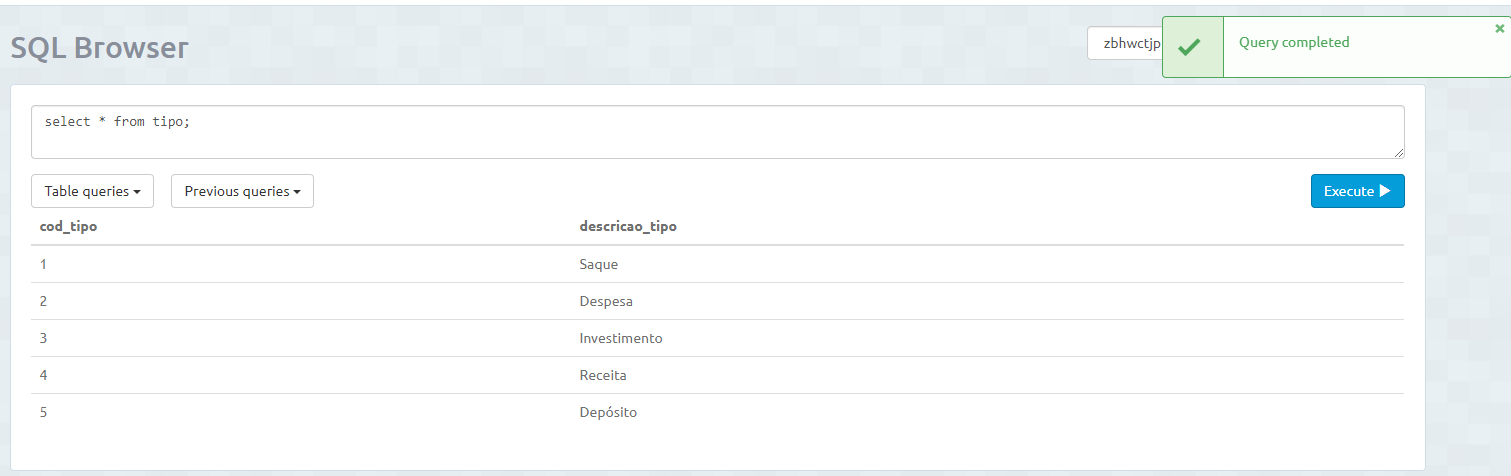 SQL Browser
zbhwctjp
Query completed
select * from tipo;
Table queries
Previous queries
Execute
cod_tipo descricao_tipo
1 Saque
2 Despesa
3 Investimento
4 Receita
5 Depósito